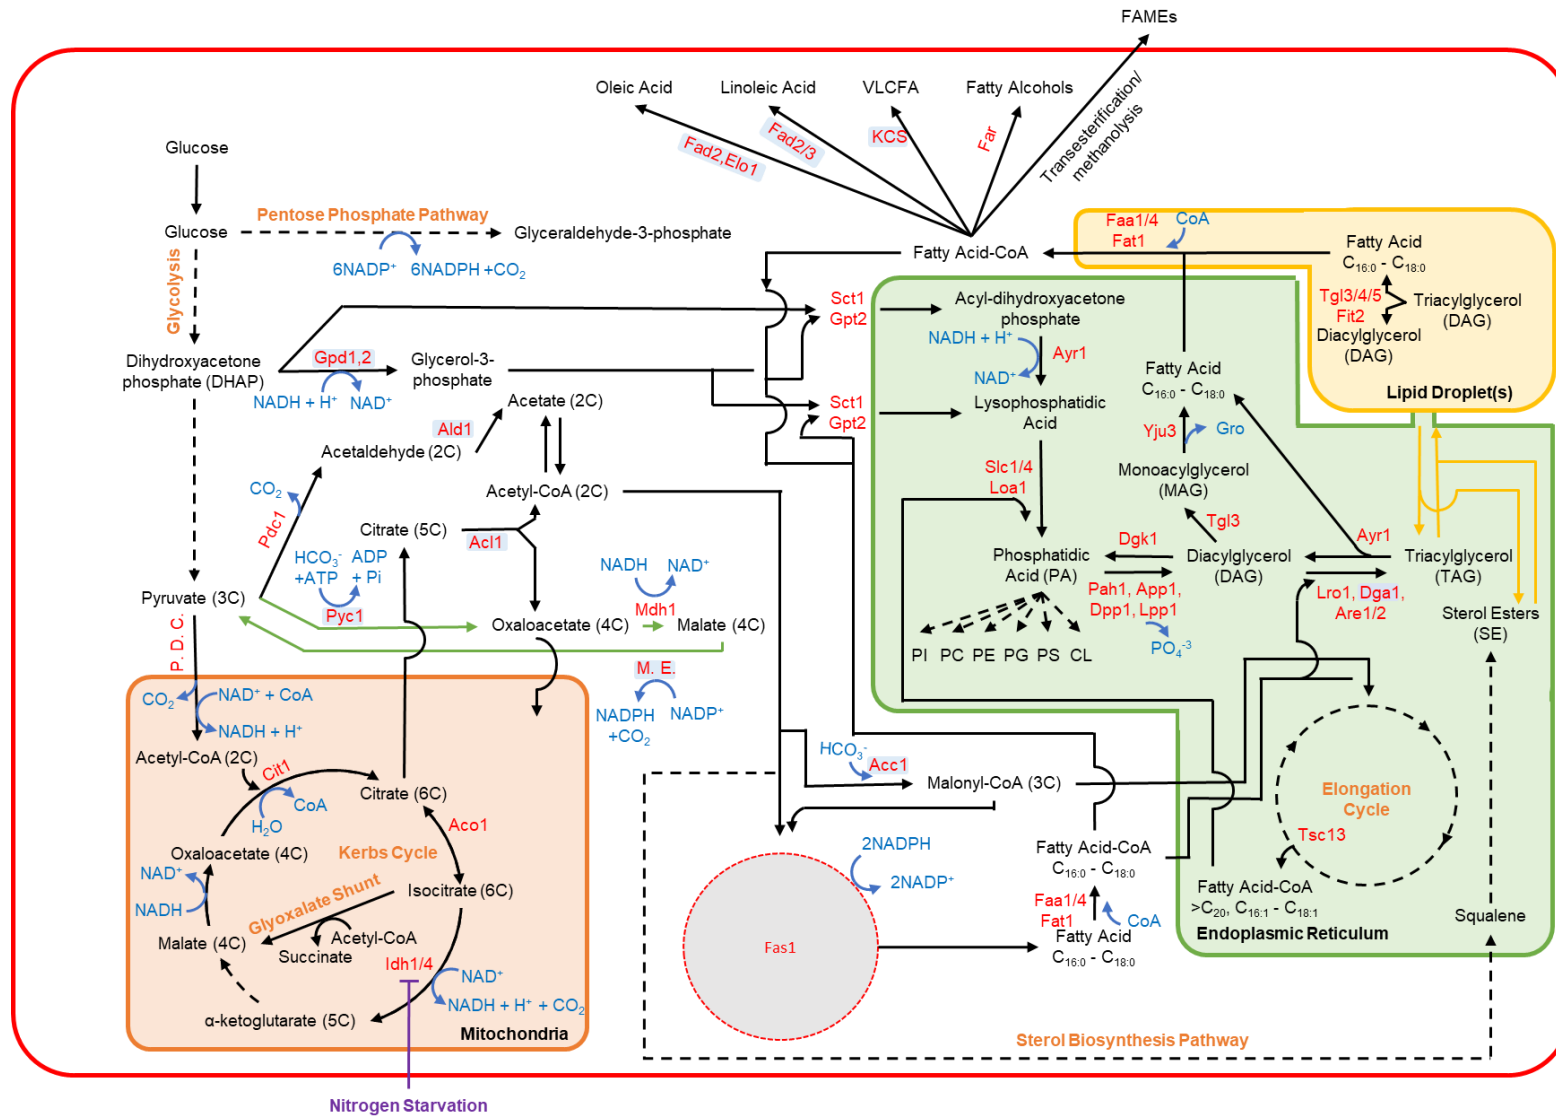 FAMEs
Oleic Acid
Linoleic Acid
VLCFA
Fatty Alcohols
Fad2,Elo1
Fad2/3
KCS
Far
Transesterification/
methanolysis
Glucose
Glucose
Pentose Phosphate Pathway
Glyceraldehyde-3-phosphate
6NADP⁺
6NADPH +CO₂
Glycolysis
Fatty Acid-CoA
Faa1/4
Fat1
CoA
Fatty Acid
C₁₆:₀ - C₁₈:₀
Tgl3/4/5
Fit2
Triacylglycerol
(DAG)
Diacylglycerol
(DAG)
Lipid Droplet(s)
Dihydroxyacetone
phosphate (DHAP)
Gpd1,2
NADH + H⁺
NAD⁺
Glycerol-3-
phosphate
Sct1
Gpt2
Acyl-dihydroxyacetone
phosphate
NADH + H⁺
NAD⁺
Ayr1
Sct1
Gpt2
Lysophosphatidic
Acid
Fatty Acid
C₁₆:₀ - C₁₈:₀
Yju3
Gro
Monoacylglycerol
(MAG)
Tgl3
Slc1/4
Loa1
Acetate (2C)
Ald1
Acetaldehyde (2C)
Acetyl-CoA (2C)
CO₂
Pdc1
Citrate (5C)
Acl1
HCO₃⁻
+ATP
ADP
+ Pi
Pyc1
NADH
NAD⁺
Mdh1
Pyruvate (3C)
Oxaloacetate (4C)
Malate (4C)
Phosphatidic
Acid (PA)
Dgk1
Pah1, App1,
Dpp1, Lpp1
PO₄⁻³
Diacylglycerol
(DAG)
Ayr1
Lro1, Dga1,
Are1/2
Triacylglycerol
(TAG)
Sterol Esters
(SE)
PI
PC
PE
PG
PS
CL
P. D. C.
M. E.
NADPH
+CO₂
NADP⁺
CO₂
NAD⁺ + CoA
NADH + H⁺
Acetyl-CoA (2C)
Cit1
CoA
H₂O
Citrate (6C)
Aco1
Oxaloacetate (4C)
Kerbs Cycle
NAD⁺
NADH
Isocitrate (6C)
Glyoxalate Shunt
Malate (4C)
Acetyl-CoA
Succinate
Idh1/4
NAD⁺
NADH + H⁺ + CO₂
α-ketoglutarate (5C)
Mitochondria
Nitrogen Starvation
HCO₃⁻
Acc1
Malonyl-CoA (3C)
2NADPH
2NADP⁺
Fas1
Fatty Acid-CoA
C₁₆:₀ - C₁₈:₀
Faa1/4
Fat1
CoA
Fatty Acid
C₁₆:₀ - C₁₈:₀
Elongation
Cycle
Tsc13
Fatty Acid-CoA
>C₂₀, C₁₆:₁ - C₁₈:₁
Endoplasmic Reticulum
Squalene
Sterol Biosynthesis Pathway